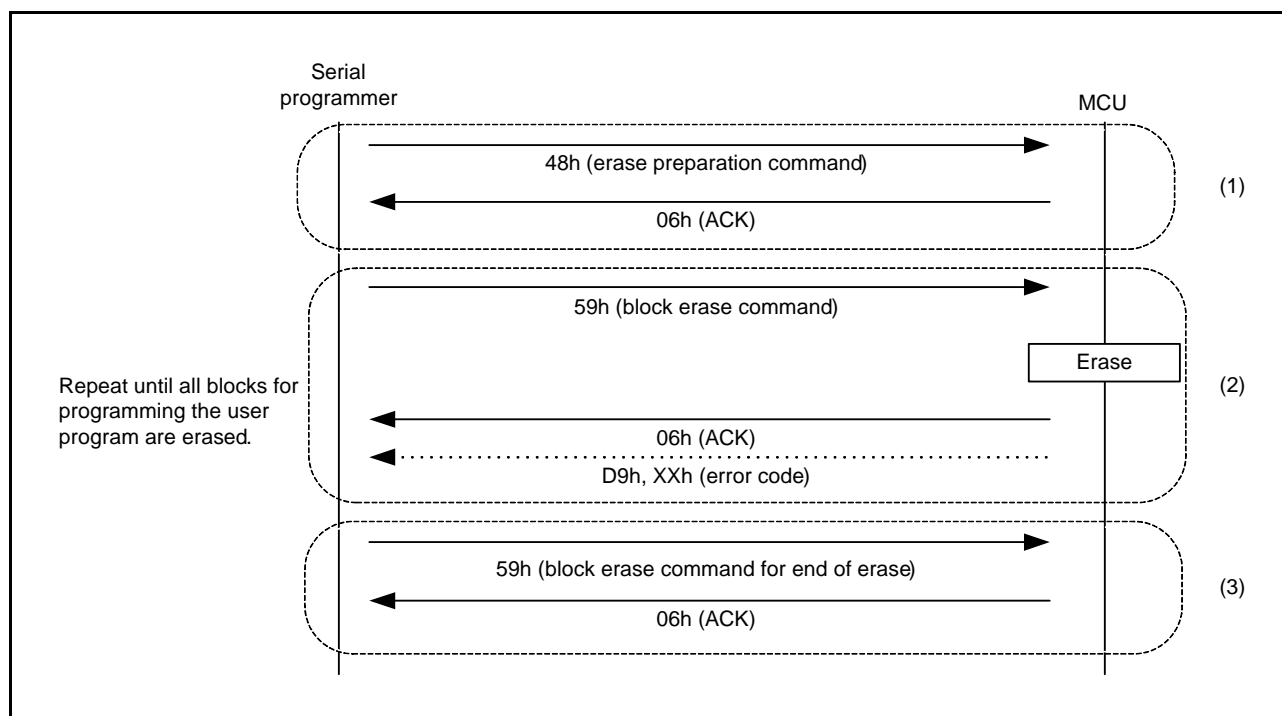 Serial
programmer
MCU
48h (erase preparation command)
(1)
06h (ACK)
59h (block erase command)
Erase
Repeat until all blocks for
programming the user
program are erased.
(2)
06h (ACK)
D9h, XXh (error code)
59h (block erase command for end of erase)
(3)
06h (ACK)